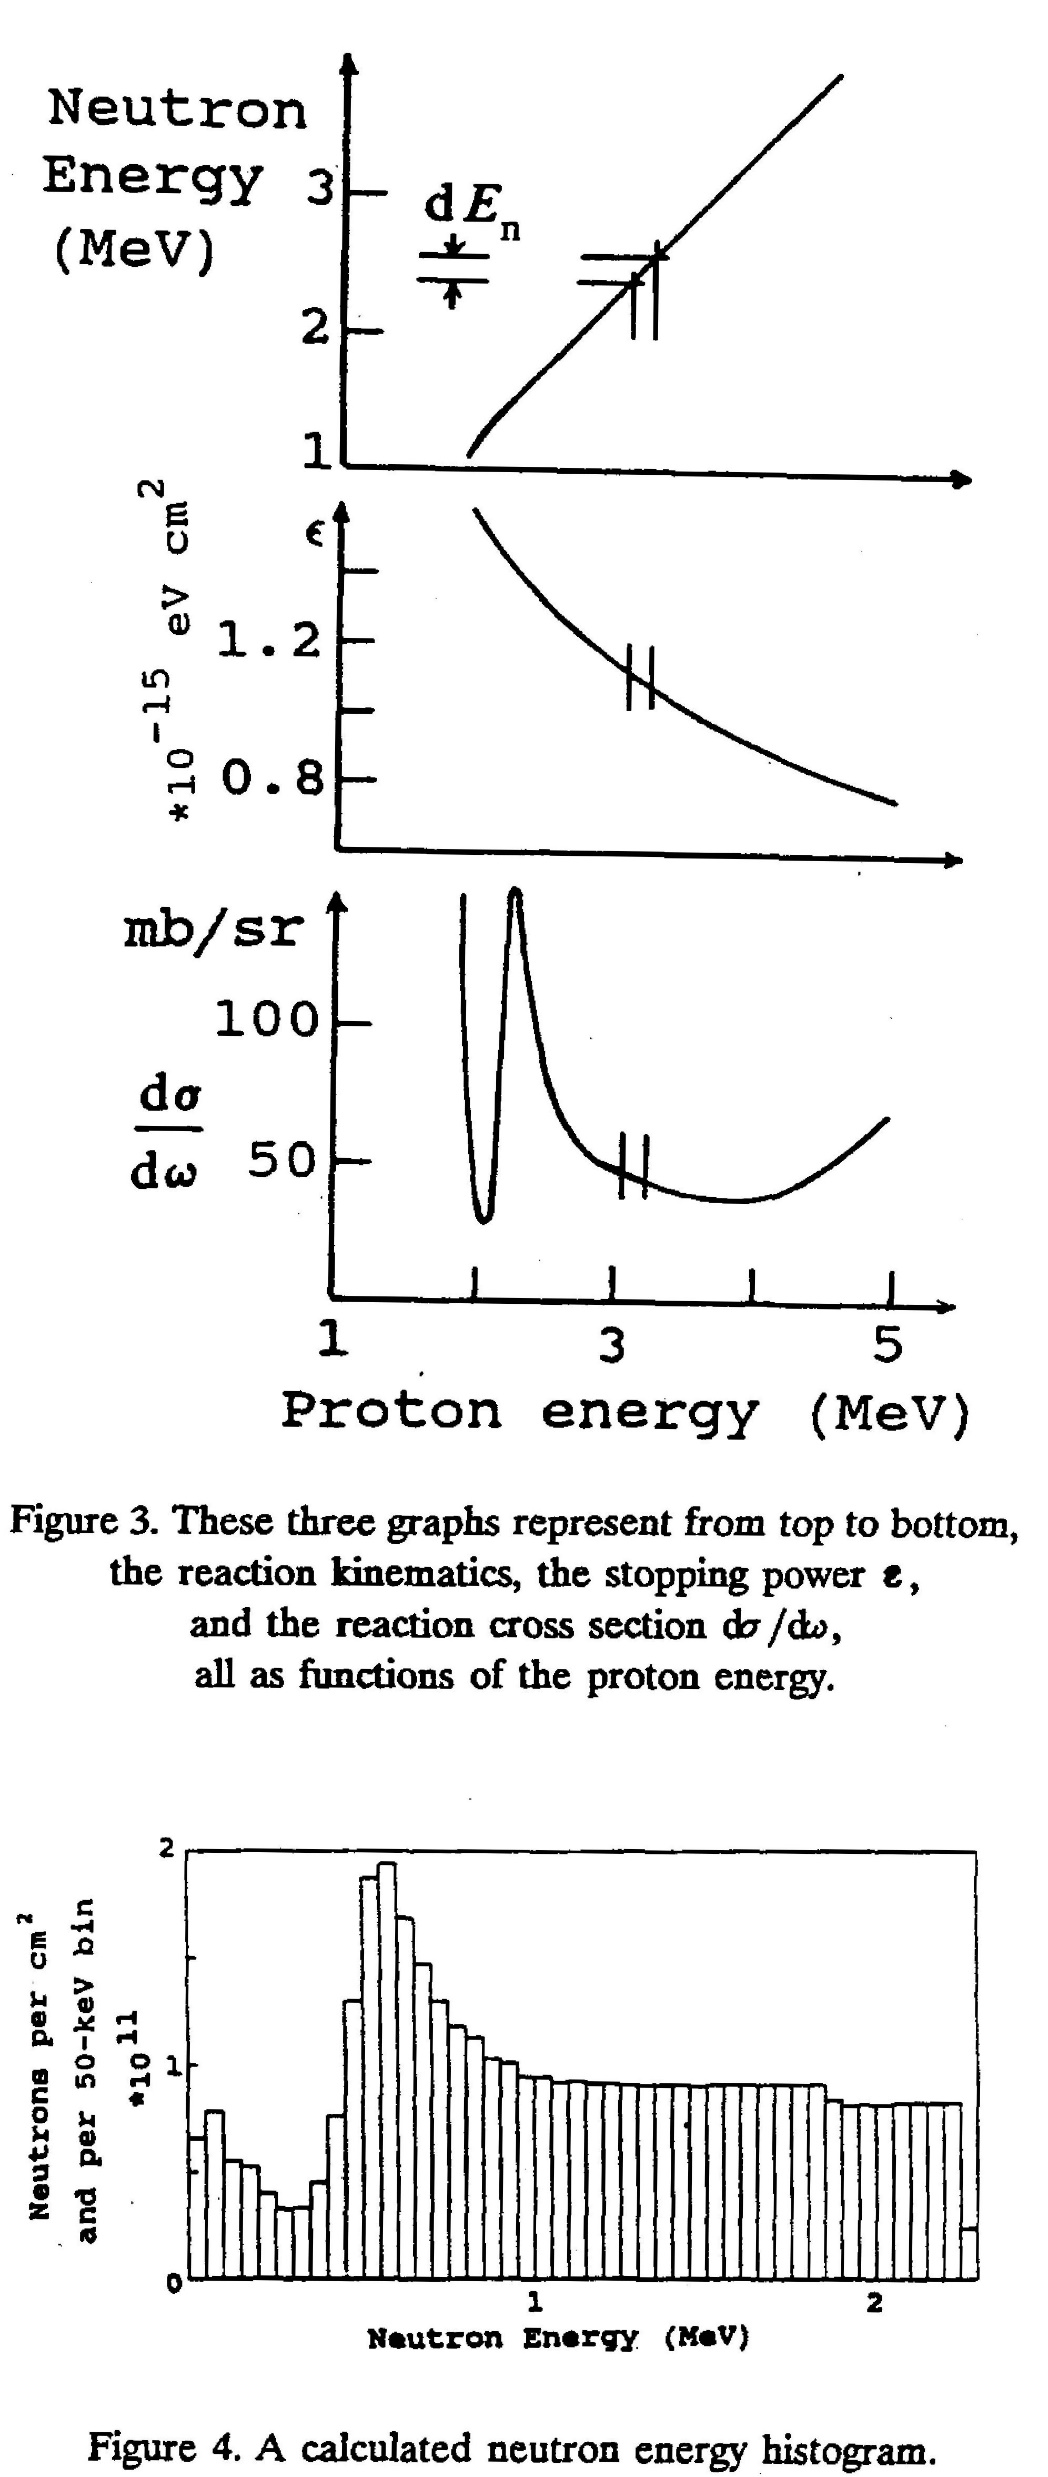 Neutron
Energy
(MeV)
3
2
1
dEn
ϵ
*10^-15 eV cm^2
1.2
0.8
mb/sr
100
50
dσ
dω
1 3 5
Proton energy (MeV)
Figure 3. These three graphs represent from top to bottom,
the reaction kinematics, the stopping power ε,
and the reaction cross section dσ/dω,
all as functions of the proton energy.
Neutrons per cm^2
and per 50-keV bin
*10^11
2
1
0
1 2
Neutron Energy (MeV)
Figure 4. A calculated neutron energy histogram.